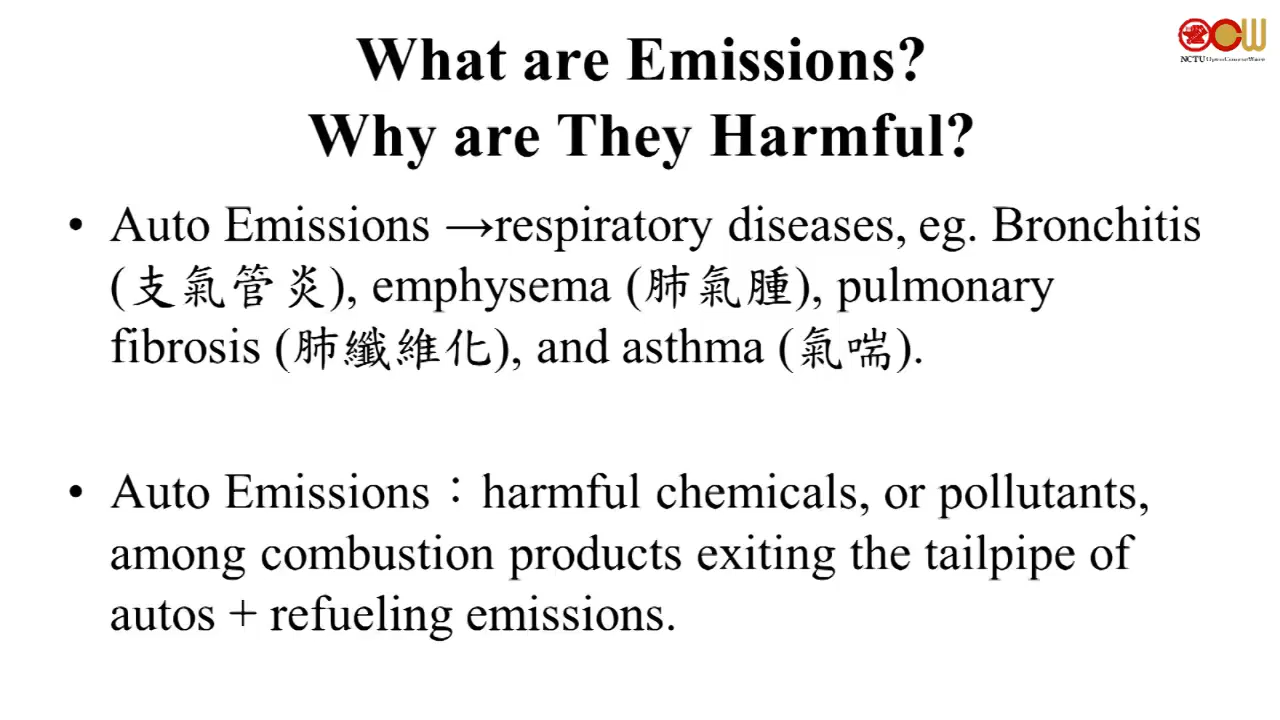 What are Emissions?
Why are They Harmful?
• Auto Emissions →respiratory diseases, eg. Bronchitis
(支氣管炎), emphysema (肺氣腫), pulmonary
fibrosis (肺纖維化), and asthma (氣喘).
• Auto Emissions：harmful chemicals, or pollutants,
among combustion products exiting the tailpipe of
autos + refueling emissions.
OCW
NCTU OpenCourseWare